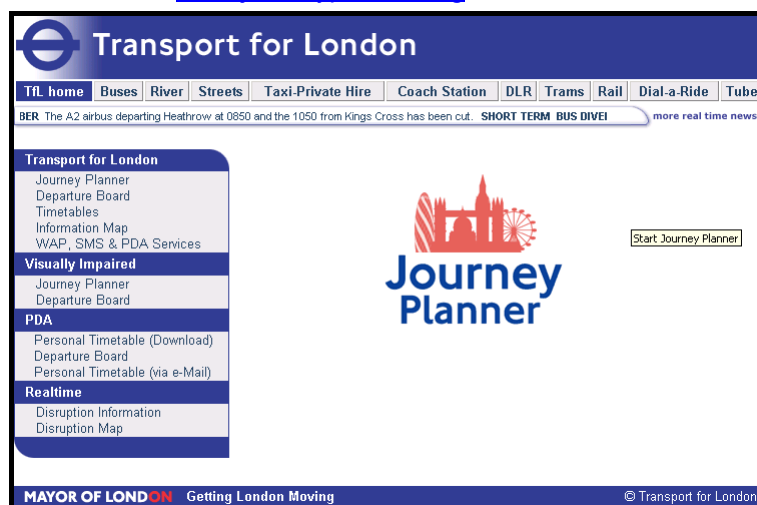 Transport for London
TfL home Buses River Streets Taxi-Private Hire Coach Station DLR Trams Rail Dial-a-Ride Tube
BER The A2 airbus departing Heathrow at 0850 and the 1050 from Kings Cross has been cut. SHORT TERM BUS DIVEI more real time news
Transport for London
Journey Planner
Departure Board
Timetables
Information Map
WAP, SMS & PDA Services
Visually Impaired
Journey Planner
Departure Board
PDA
Personal Timetable (Download)
Departure Board
Personal Timetable (via e-Mail)
Realtime
Disruption Information
Disruption Map
Journey
Planner
Start Journey Planner
MAYOR OF LONDON Getting London Moving © Transport for London